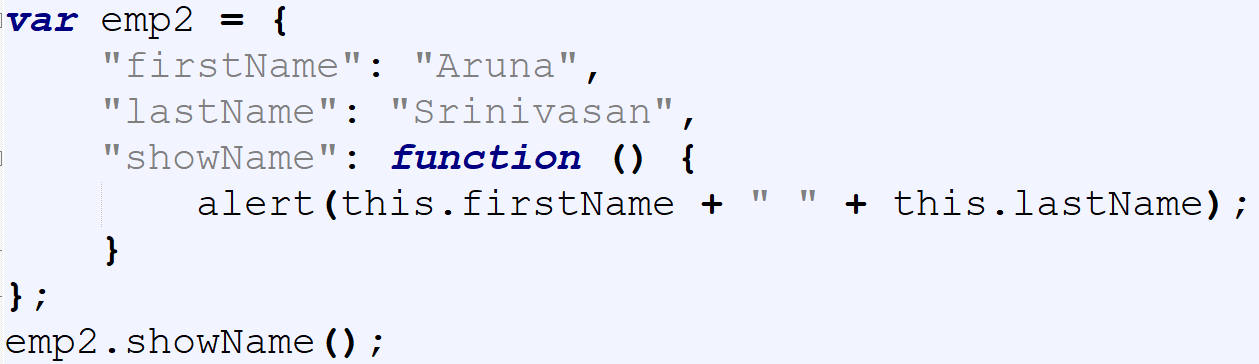 var emp2 = {
    "firstName": "Aruna",
    "lastName": "Srinivasan",
    "showName": function () {
        alert(this.firstName + " " + this.lastName);
    }
};
emp2.showName();